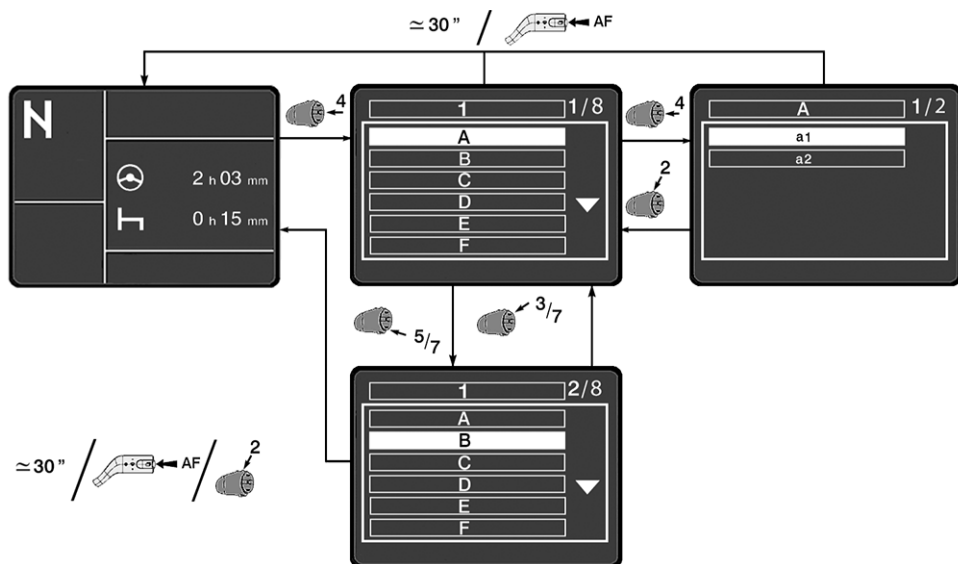 ≃ 30 " / AF
N
2 h 03 mm
0 h 15 mm
4
1 1/8
A
B
C
D
E
F
4
2
A 1/2
a1
a2
5/7
3/7
1 2/8
A
B
C
D
E
F
≃ 30 " / AF / 2